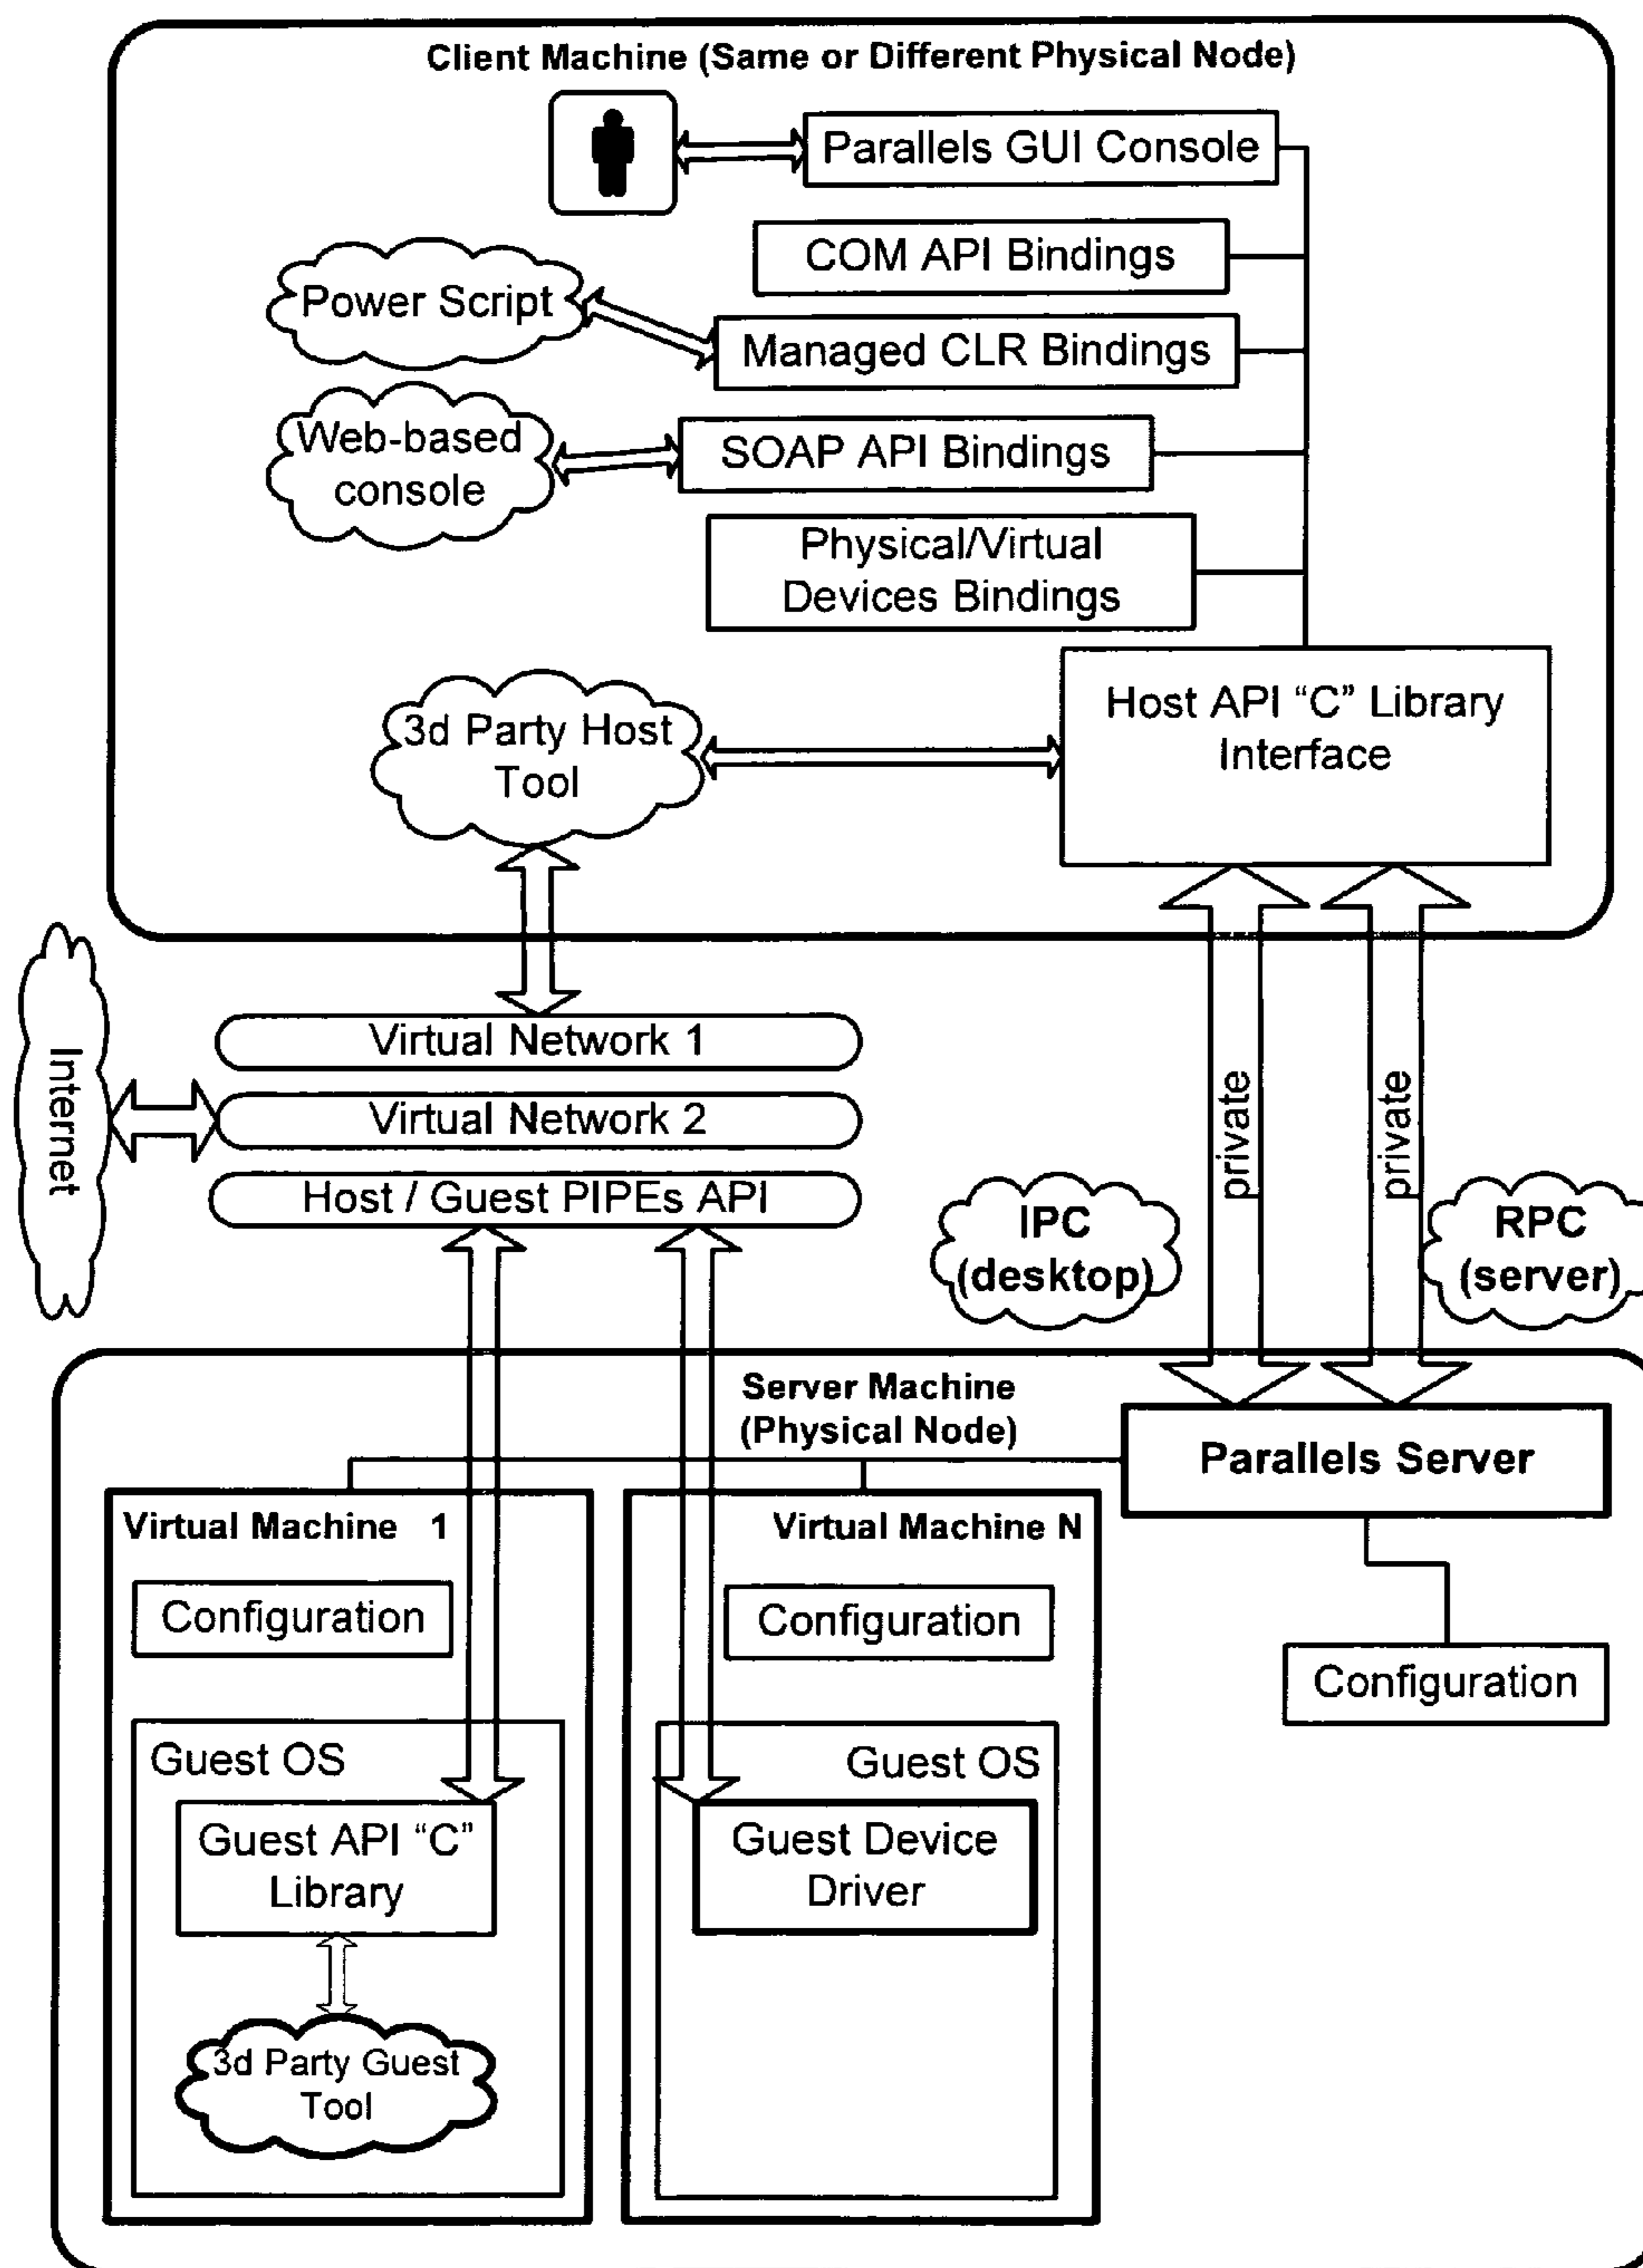 Client Machine (Same or Different Physical Node)
Parallels GUI Console
COM API Bindings
Power Script
Managed CLR Bindings
Web-based
console
SOAP API Bindings
Physical/Virtual
Devices Bindings
3d Party Host
Tool
Host API “C” Library
Interface
Internet
Virtual Network 1
Virtual Network 2
Host / Guest PIPEs API
private
private
IPC
(desktop)
RPC
(server)
Server Machine
(Physical Node)
Parallels Server
Virtual Machine 1
Virtual Machine N
Configuration
Configuration
Configuration
Guest OS
Guest OS
Guest API “C”
Library
Guest Device
Driver
3d Party Guest
Tool